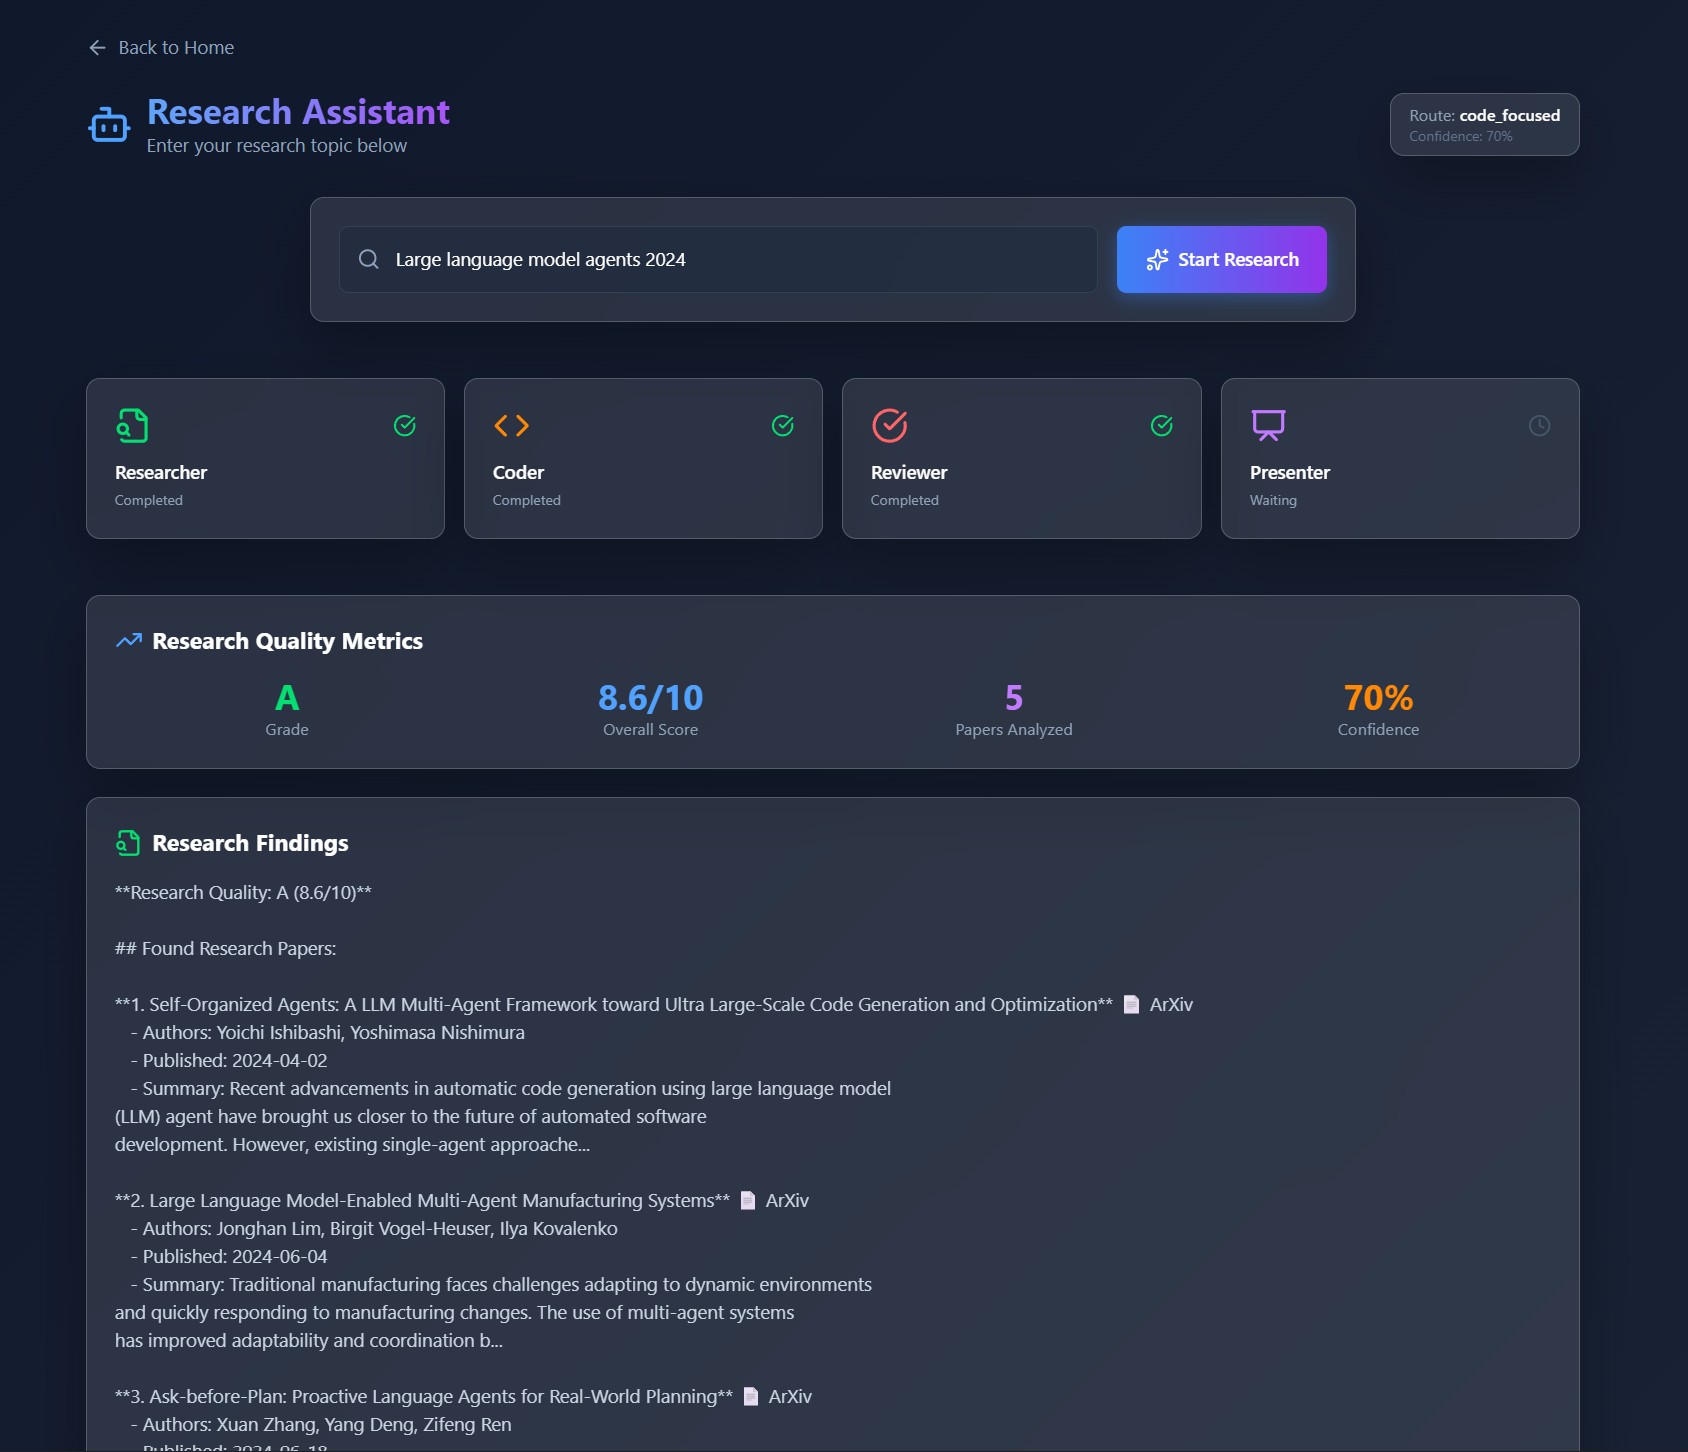 Back to Home
Research Assistant
Enter your research topic below
Route: code_focused
Confidence: 70%
Large language model agents 2024
Start Research
Researcher
Completed
Coder
Completed
Reviewer
Completed
Presenter
Waiting
Research Quality Metrics
A
Grade
8.6/10
Overall Score
5
Papers Analyzed
70%
Confidence
Research Findings
**Research Quality: A (8.6/10)**
## Found Research Papers:
**1. Self-Organized Agents: A LLM Multi-Agent Framework toward Ultra Large-Scale Code Generation and Optimization** ArXiv
- Authors: Yoichi Ishibashi, Yoshimasa Nishimura
- Published: 2024-04-02
- Summary: Recent advancements in automatic code generation using large language model
(LLM) agent have brought us closer to the future of automated software
development. However, existing single-agent approache...
**2. Large Language Model-Enabled Multi-Agent Manufacturing Systems** ArXiv
- Authors: Jonghan Lim, Birgit Vogel-Heuser, Ilya Kovalenko
- Published: 2024-06-04
- Summary: Traditional manufacturing faces challenges adapting to dynamic environments
and quickly responding to manufacturing changes. The use of multi-agent systems
has improved adaptability and coordination b...
**3. Ask-before-Plan: Proactive Language Agents for Real-World Planning** ArXiv
- Authors: Xuan Zhang, Yang Deng, Zifeng Ren
- Published: 2024-06-18